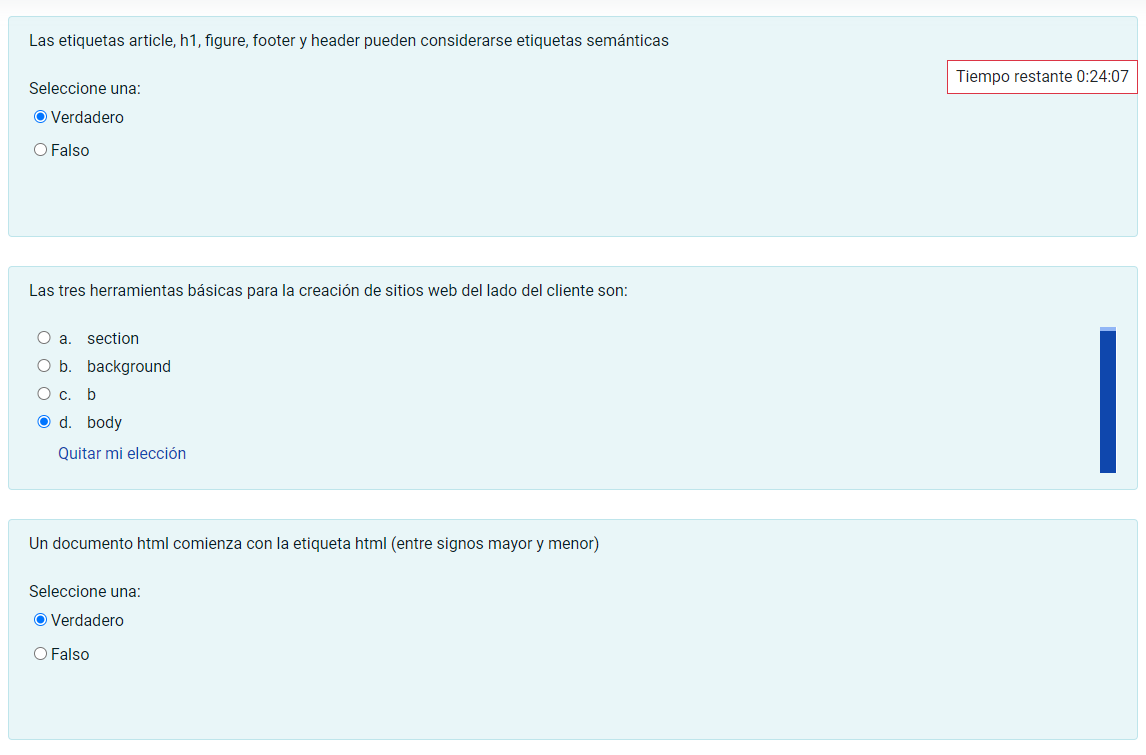 Las etiquetas article, h1, figure, footer y header pueden considerarse etiquetas semánticas
Tiempo restante 0:24:07
Seleccione una:
Verdadero
Falso
Las tres herramientas básicas para la creación de sitios web del lado del cliente son:
a. section
b. background
c. b
d. body
Quitar mi elección
Un documento html comienza con la etiqueta html (entre signos mayor y menor)
Seleccione una:
Verdadero
Falso